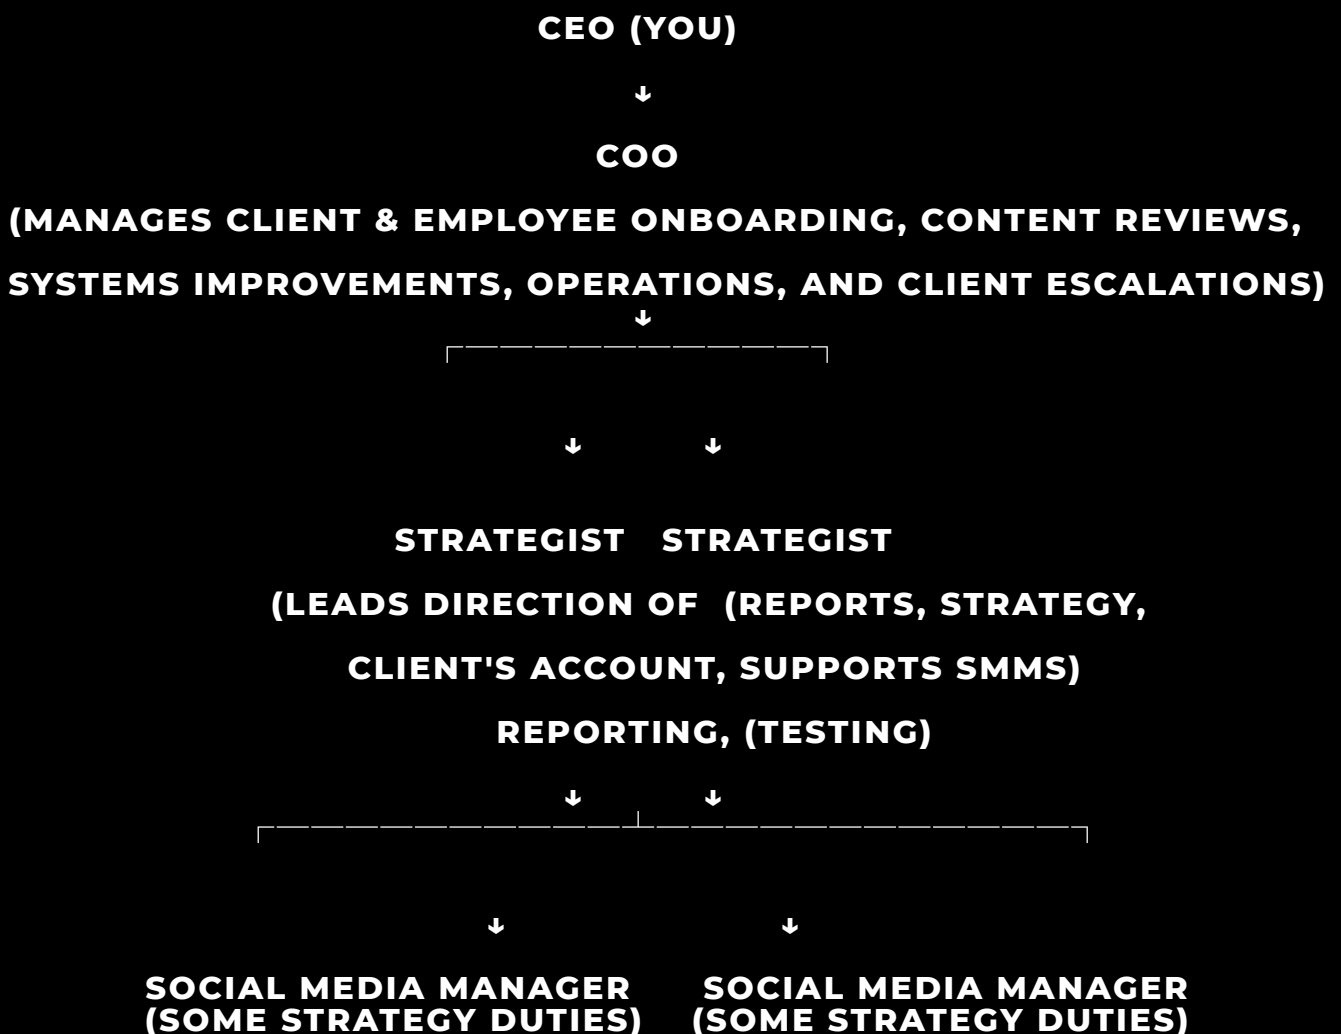 CEO (YOU)
↓
COO
(MANAGES CLIENT & EMPLOYEE ONBOARDING, CONTENT REVIEWS,
SYSTEMS IMPROVEMENTS, OPERATIONS, AND CLIENT ESCALATIONS)
↓
↓ ↓
STRATEGIST STRATEGIST
(LEADS DIRECTION OF (REPORTS, STRATEGY,
CLIENT'S ACCOUNT, SUPPORTS SMMS)
REPORTING, (TESTING)
↓ ↓
↓ ↓
SOCIAL MEDIA MANAGER SOCIAL MEDIA MANAGER
(SOME STRATEGY DUTIES) (SOME STRATEGY DUTIES)